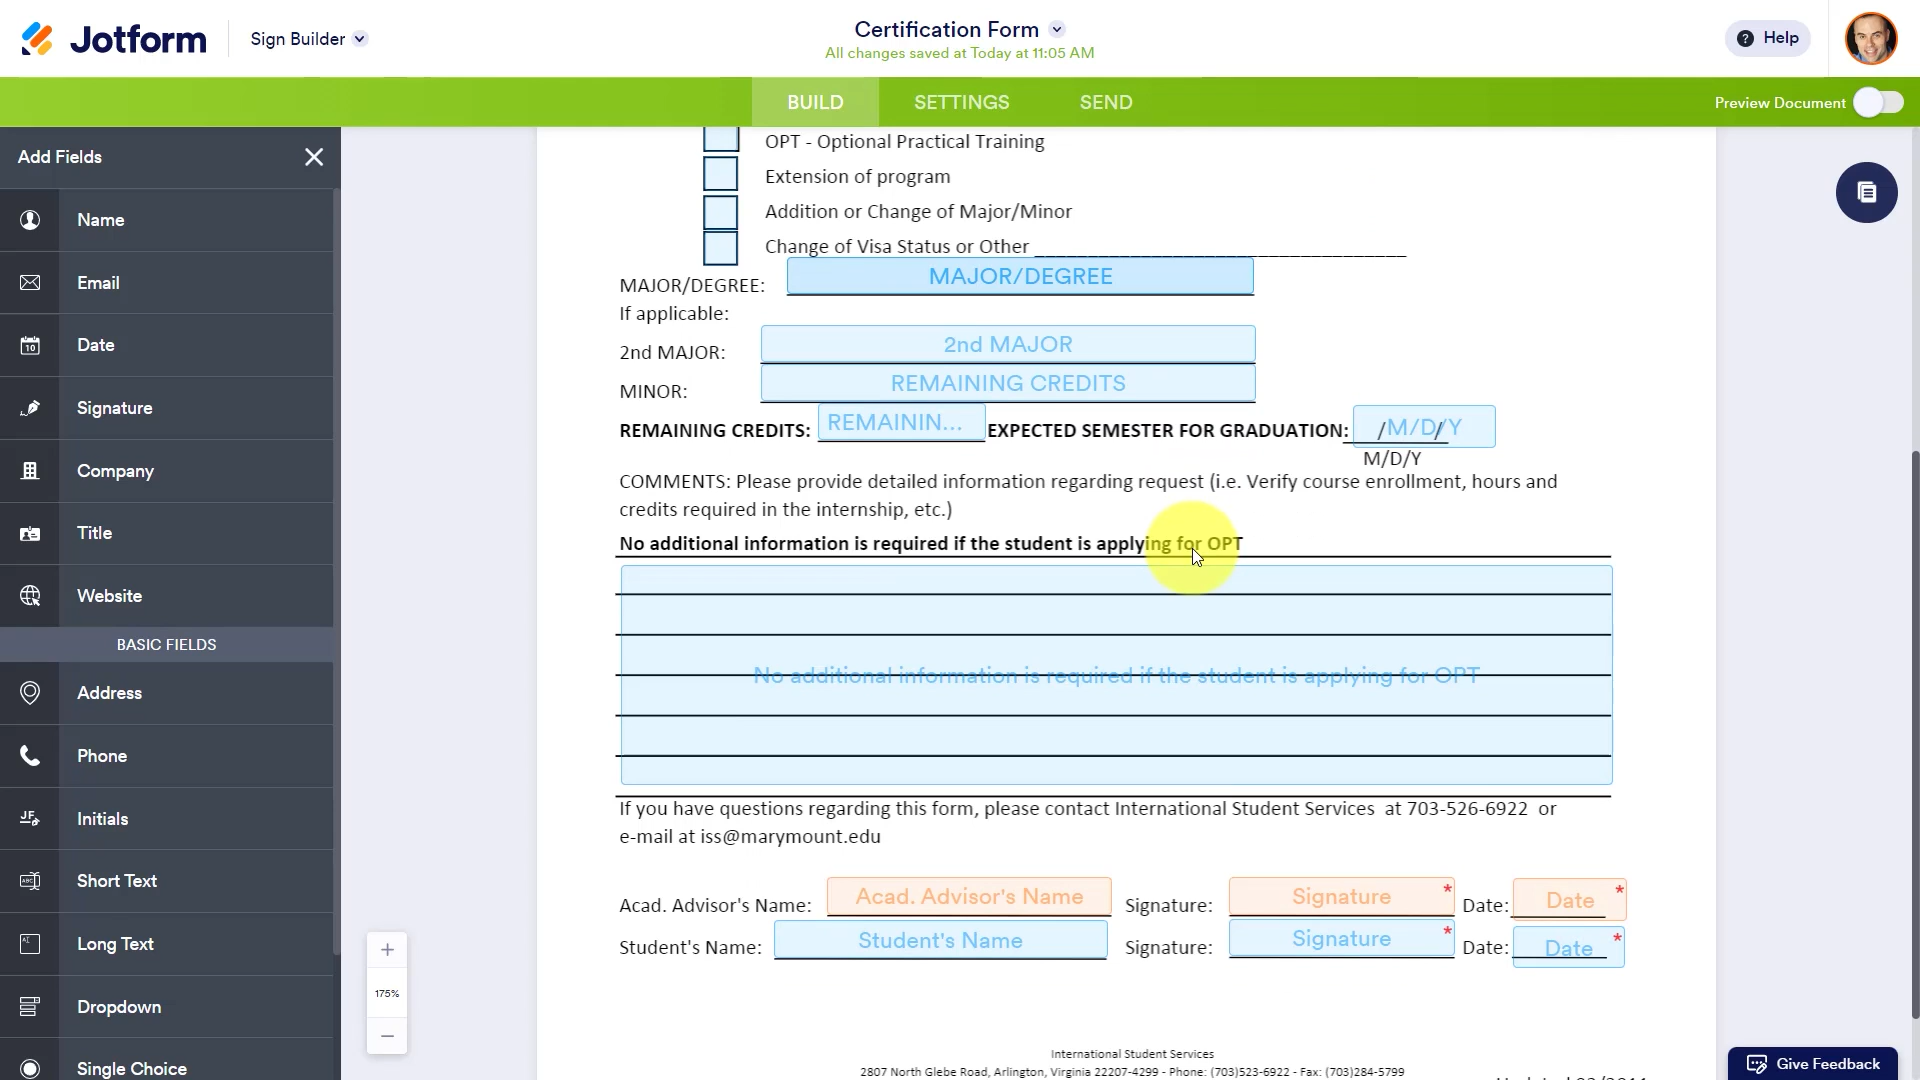 Jotform
Sign Builder
Certification Form
All changes saved at Today at 11:05 AM
? Help
BUILD
SETTINGS
SEND
Preview Document
Add Fields
Name
Email
Date
Signature
Company
Title
Website
BASIC FIELDS
Address
Phone
Initials
Short Text
Long Text
Dropdown
Single Choice
+
175%
−
OPT - Optional Practical Training
Extension of program
Addition or Change of Major/Minor
Change of Visa Status or Other ___
MAJOR/DEGREE: MAJOR/DEGREE
If applicable:
2nd MAJOR: 2nd MAJOR
MINOR: REMAINING CREDITS
REMAINING CREDITS: REMAININ... EXPECTED SEMESTER FOR GRADUATION: / M/D/Y /
M/D/Y
COMMENTS: Please provide detailed information regarding request (i.e. Verify course enrollment, hours and
credits required in the internship, etc.)
No additional information is required if the student is applying for OPT
No additional information is required if the student is applying for OPT
If you have questions regarding this form, please contact International Student Services at 703-526-6922 or
e-mail at iss@marymount.edu
Acad. Advisor's Name: Acad. Advisor's Name Signature: Signature * Date: Date *
Student's Name: Student's Name Signature: Signature * Date: Date *
International Student Services
2807 North Glebe Road, Arlington, Virginia 22207-4299 - Phone: (703)523-6922 - Fax: (703)284-5799
Give Feedback